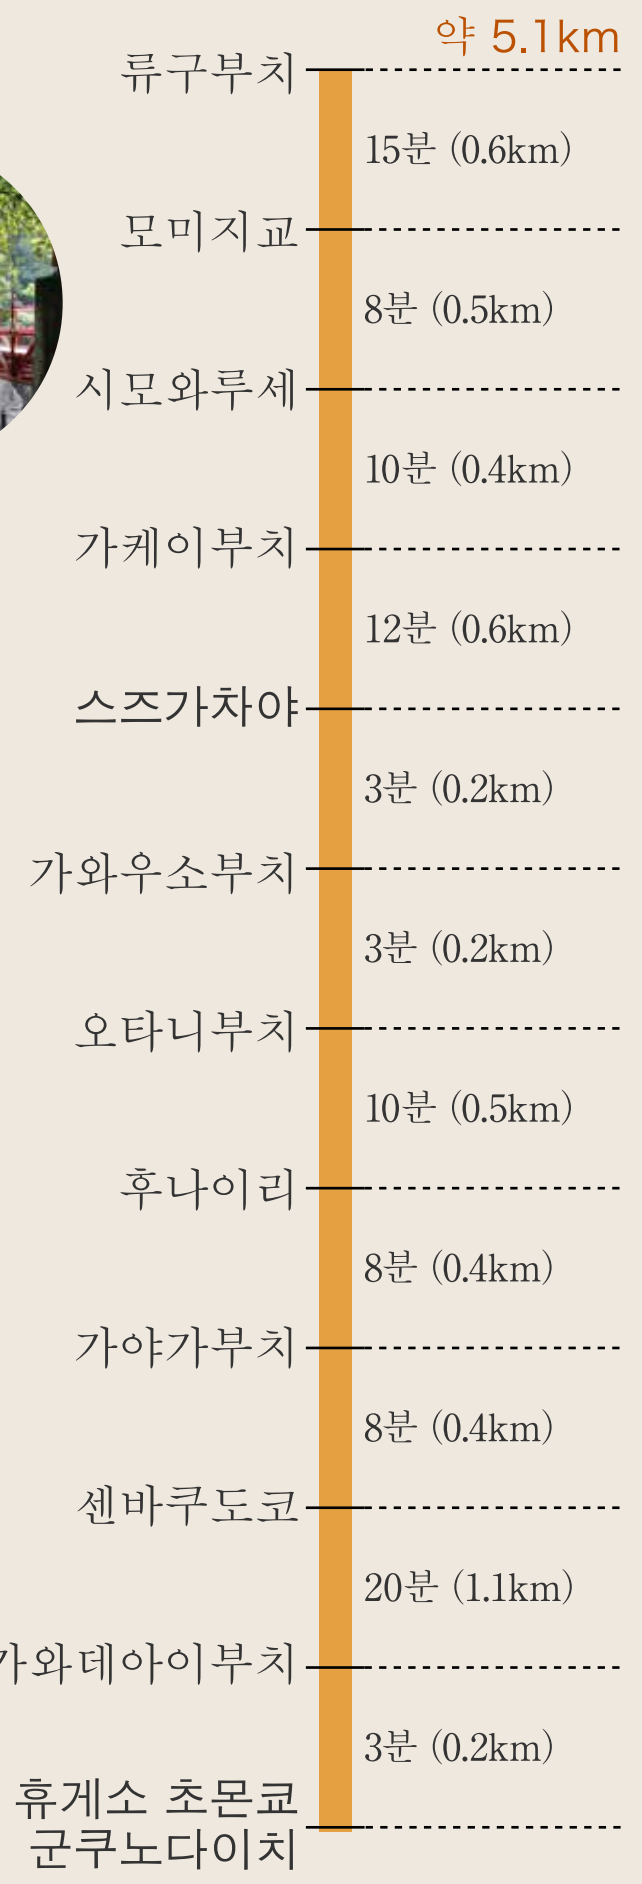 약 5.1km
류구부치
15분 (0.6km)
모미지교
8분 (0.5km)
시모와루세
10분 (0.4km)
가케이부치
12분 (0.6km)
스즈가차야
3분 (0.2km)
가와우소부치
3분 (0.2km)
오타니부치
10분 (0.5km)
후나이리
8분 (0.4km)
가야가부치
8분 (0.4km)
센바쿠도코
20분 (1.1km)
가와데아이부치
3분 (0.2km)
휴게소 초몬쿄
군쿠노다이치